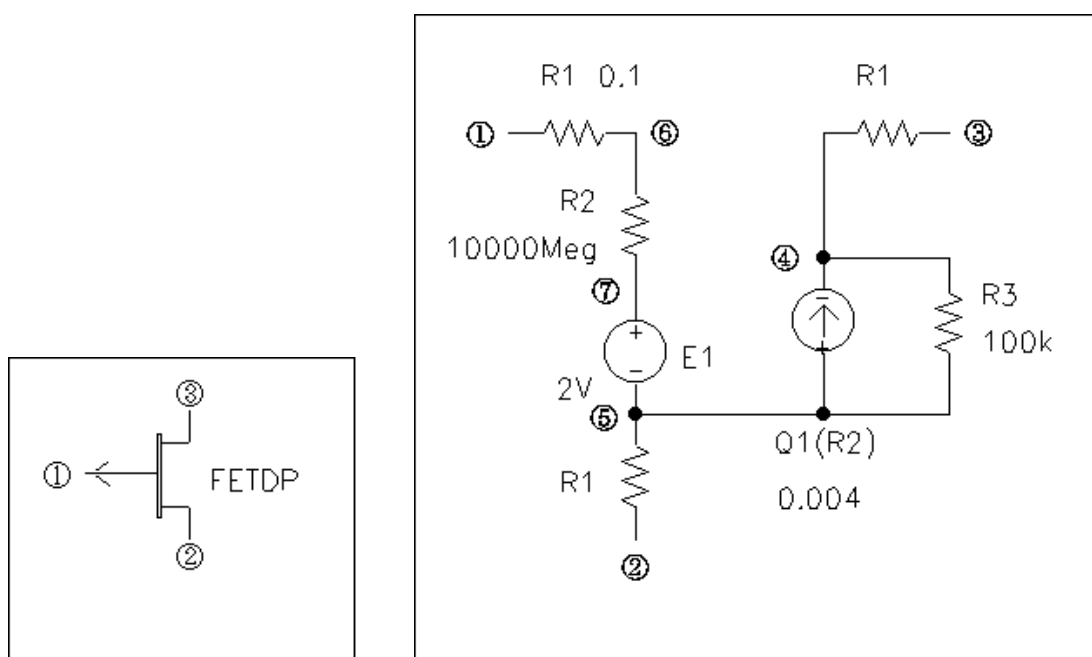 ③
①
FETDP
②
R1 0.1
R1
①
⑥
③
R2
10000Meg
④
⑦
R3
100k
+
-
E1
2V
⑤
-
+
Q1(R2)
0.004
R1
②